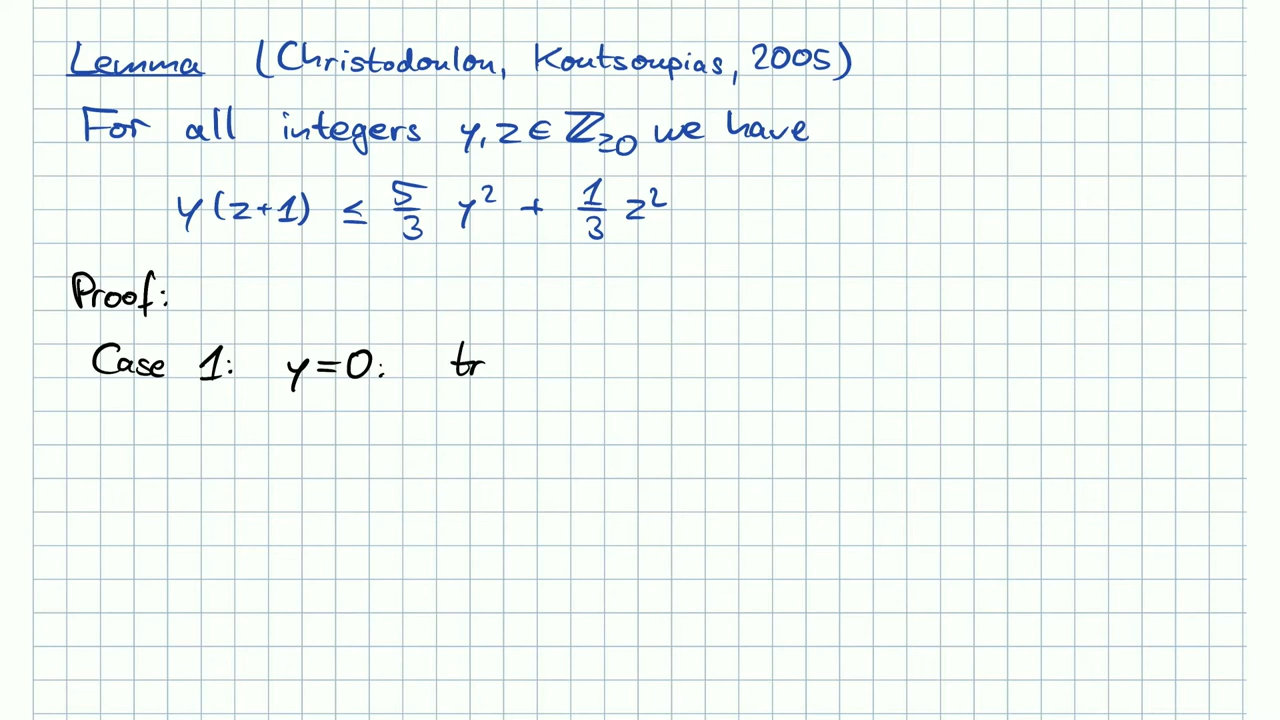 Lemma (Christodoulou, Koutsoupias, 2005)
For all integers y, z ∈ ℤ≥0 we have
y(z+1) ≤ 5/3 y² + 1/3 z²
Proof:
Case 1: y=0: tr